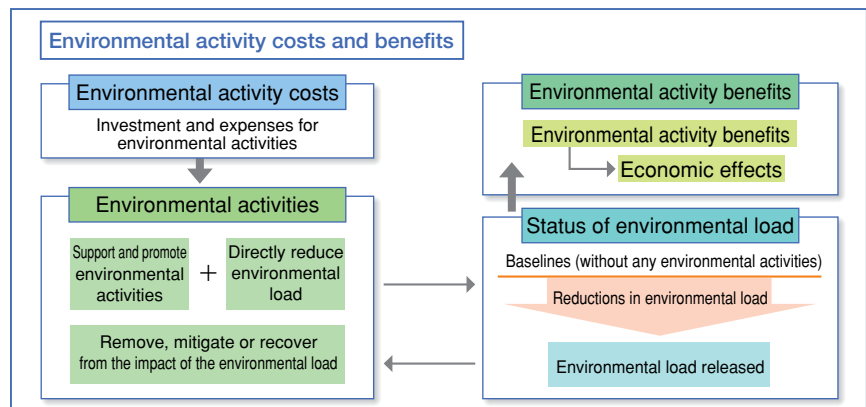 Environmental activity costs and benefits
Environmental activity costs
Investment and expenses for
environmental activities
Environmental activities
Support and promote
environmental
activities
+
Directly reduce
environmental
load
Remove, mitigate or recover
from the impact of the environmental load
Environmental activity benefits
Environmental activity benefits
Economic effects
Status of environmental load
Baselines (without any environmental activities)
Reductions in environmental load
Environmental load released